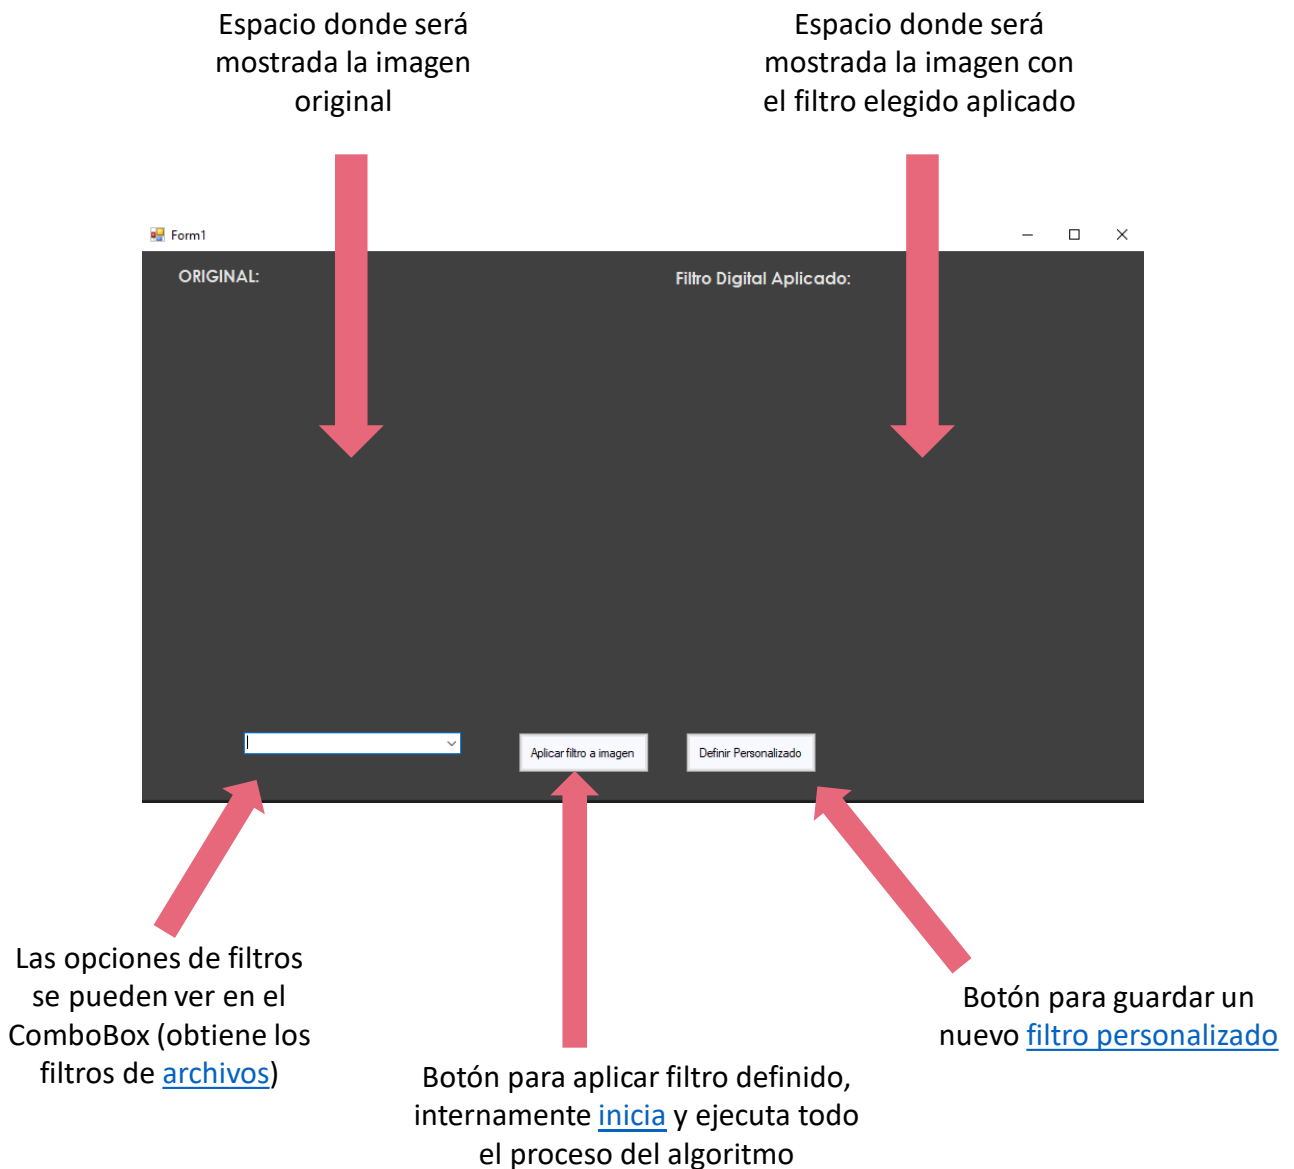 Espacio donde será
mostrada la imagen
original
Espacio donde será
mostrada la imagen con
el filtro elegido aplicado
Form1
ORIGINAL:
Filtro Digital Aplicado:
Aplicar filtro a imagen
Definir Personalizado
Las opciones de filtros
se pueden ver en el
ComboBox (obtiene los
filtros de archivos)
Botón para aplicar filtro definido,
internamente inicia y ejecuta todo
el proceso del algoritmo
Botón para guardar un
nuevo filtro personalizado